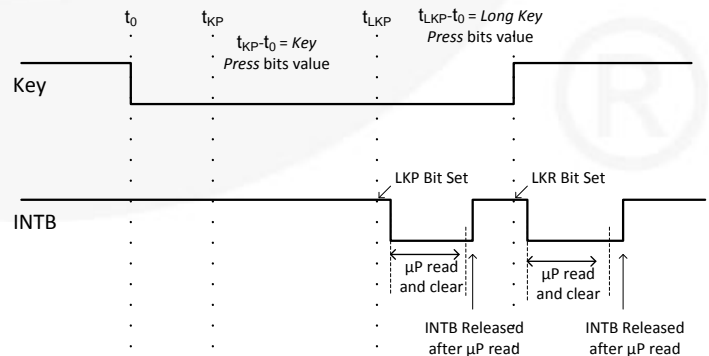 t0 tKP tLKP tLKP-t0 = Long Key
Press bits value
tKP-t0 = Key
Press bits value
Key
LKP Bit Set LKR Bit Set
INTB
µP read
and clear
µP read
and clear
INTB Released
after µP read
INTB Released
after µP read
®